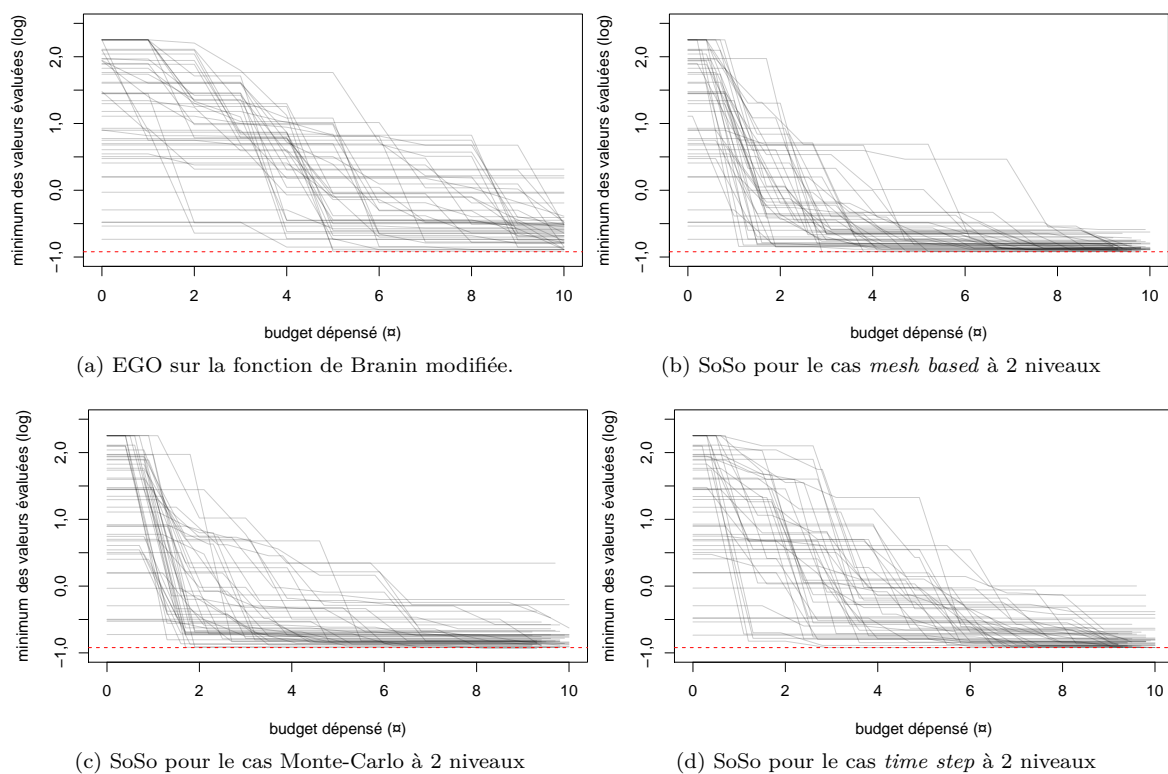 minimum des valeurs évaluées (log)
2,0
1,0
0,0
−1,0
0 2 4 6 8 10
budget dépensé (¤)
(a) EGO sur la fonction de Branin modifiée.
minimum des valeurs évaluées (log)
2,0
1,0
0,0
−1,0
0 2 4 6 8 10
budget dépensé (¤)
(b) SoSo pour le cas mesh based à 2 niveaux
minimum des valeurs évaluées (log)
2,0
1,0
0,0
−1,0
0 2 4 6 8 10
budget dépensé (¤)
(c) SoSo pour le cas Monte-Carlo à 2 niveaux
minimum des valeurs évaluées (log)
2,0
1,0
0,0
−1,0
0 2 4 6 8 10
budget dépensé (¤)
(d) SoSo pour le cas time step à 2 niveaux